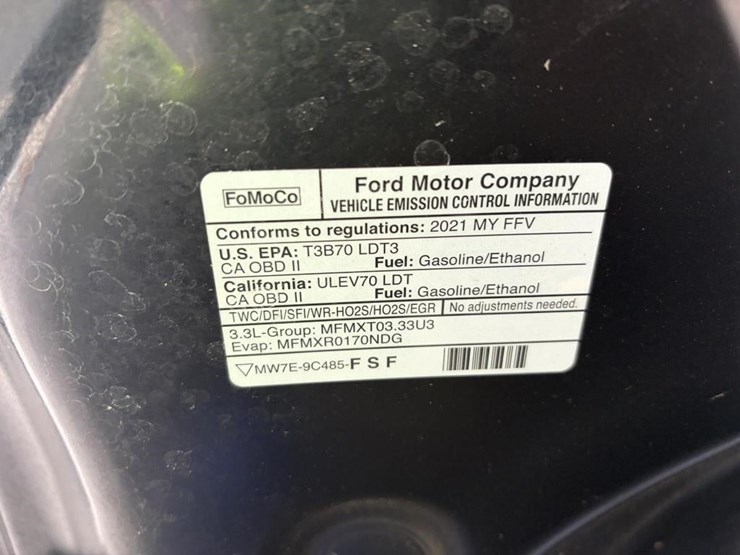 FoMoCo
Ford Motor Company
VEHICLE EMISSION CONTROL INFORMATION
Conforms to regulations: 2021 MY FFV
U.S. EPA: T3B70 LDT3
CA OBD II Fuel: Gasoline/Ethanol
California: ULEV70 LDT
CA OBD II Fuel: Gasoline/Ethanol
TWC/DFI/SFI/WR-HO2S/HO2S/EGR No adjustments needed.
3.3L-Group: MFMXT03.33U3
Evap: MFMXR0170NDG
MW7E-9C485-F S F